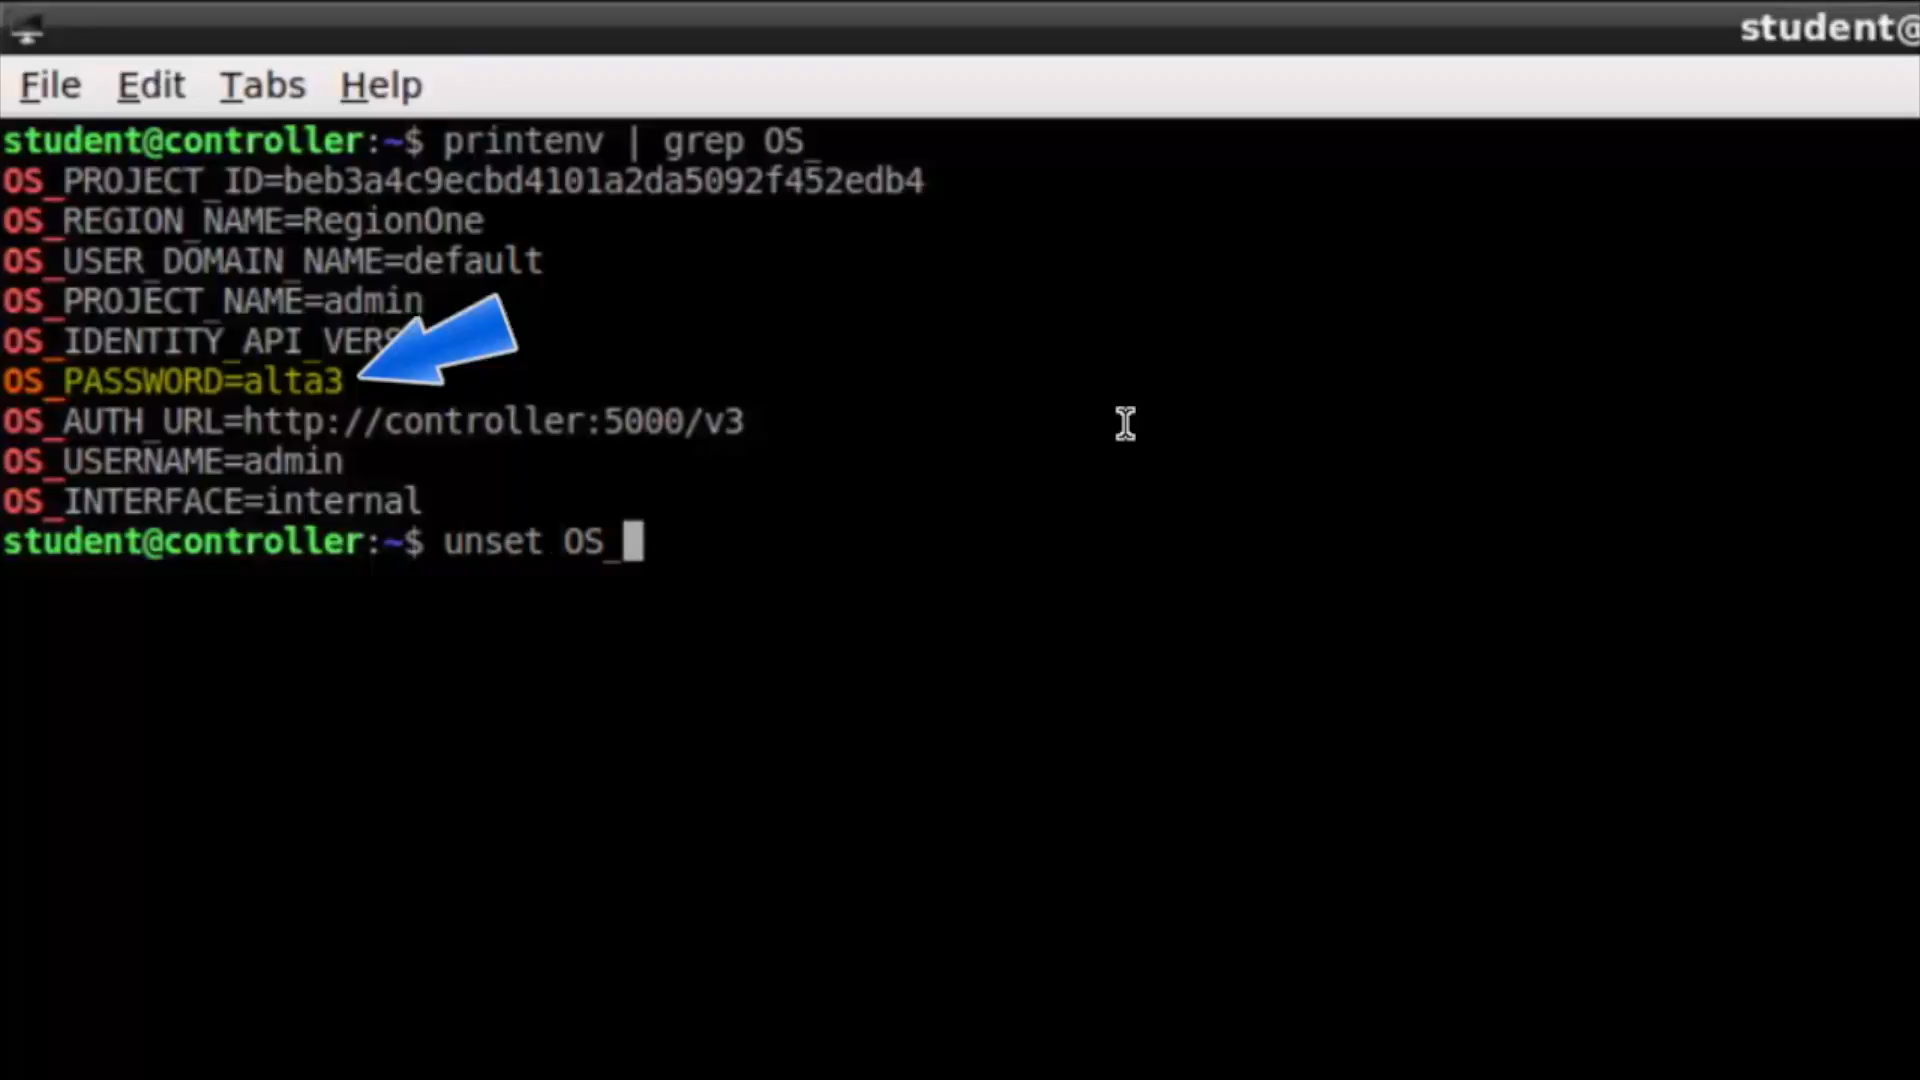 student@
File Edit Tabs Help
student@controller:~$ printenv | grep OS_
OS_PROJECT_ID=beb3a4c9ecbd4101a2da5092f452edb4
OS_REGION_NAME=RegionOne
OS_USER_DOMAIN_NAME=default
OS_PROJECT_NAME=admin
OS_IDENTITY_API_VERS
OS_PASSWORD=alta3
OS_AUTH_URL=http://controller:5000/v3
OS_USERNAME=admin
OS_INTERFACE=internal
student@controller:~$ unset OS_